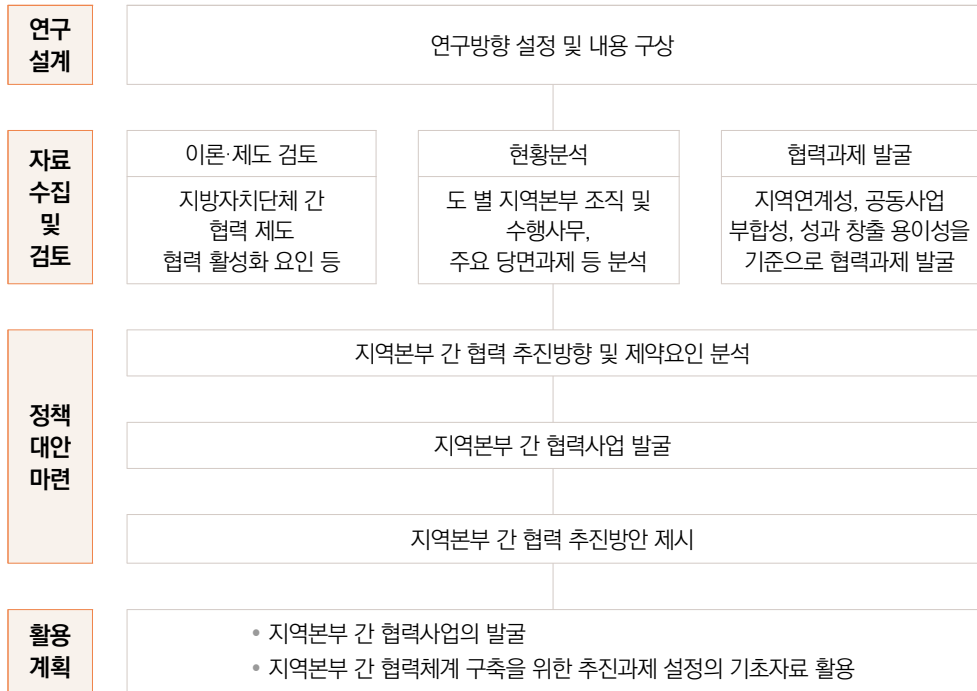 연구
설계
연구방향 설정 및 내용 구상
자료
수집
및
검토
이론·제도 검토
지방자치단체 간
협력 제도
협력 활성화 요인 등
현황분석
도 별 지역본부 조직 및
수행사무,
주요 당면과제 등 분석
협력과제 발굴
지역연계성, 공동사업
부합성, 성과 창출 용이성을
기준으로 협력과제 발굴
정책
대안
마련
지역본부 간 협력 추진방향 및 제약요인 분석
지역본부 간 협력사업 발굴
지역본부 간 협력 추진방안 제시
활용
계획
• 지역본부 간 협력사업의 발굴
• 지역본부 간 협력체계 구축을 위한 추진과제 설정의 기초자료 활용